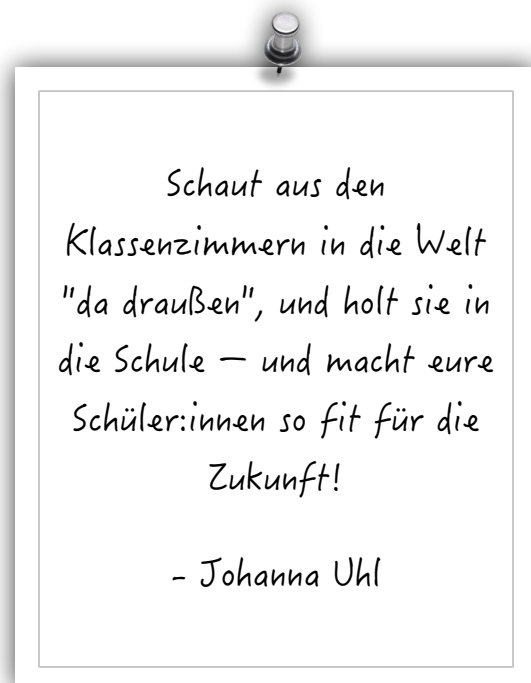 Schaut aus den
Klassenzimmern in die Welt
"da draußen", und holt sie in
die Schule – und macht eure
Schüler:innen so fit für die
Zukunft!
- Johanna Uhl